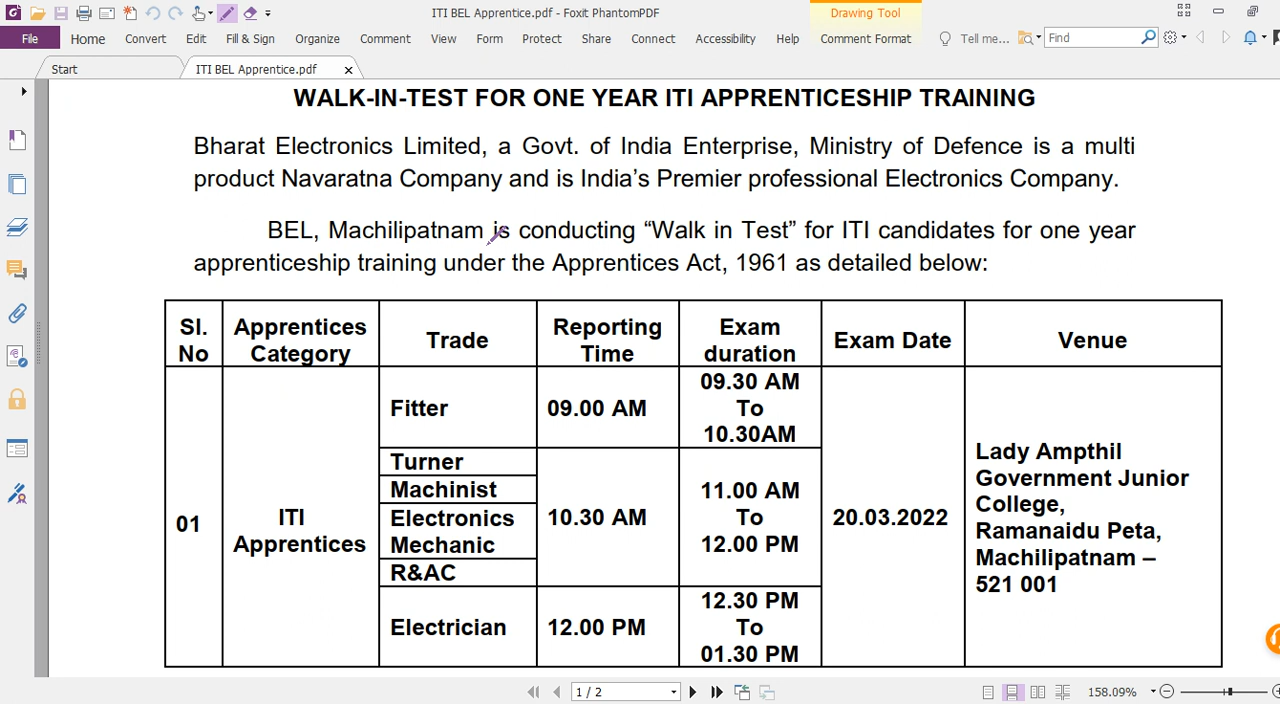 ITI BEL Apprentice.pdf - Foxit PhantomPDF
Drawing Tool
File Home Convert Edit Fill & Sign Organize Comment View Form Protect Share Connect Accessibility Help Comment Format Tell me... Find
Start ITI BEL Apprentice.pdf
WALK-IN-TEST FOR ONE YEAR ITI APPRENTICESHIP TRAINING
Bharat Electronics Limited, a Govt. of India Enterprise, Ministry of Defence is a multi
product Navaratna Company and is India's Premier professional Electronics Company.
BEL, Machilipatnam is conducting “Walk in Test” for ITI candidates for one year
apprenticeship training under the Apprentices Act, 1961 as detailed below:
Sl. No
Apprentices Category
Trade
Reporting Time
Exam duration
Exam Date
Venue
01
ITI
Apprentices
Fitter
09.00 AM
09.30 AM
To
10.30AM
Turner
Machinist
Electronics
Mechanic
R&AC
10.30 AM
11.00 AM
To
12.00 PM
Electrician
12.00 PM
12.30 PM
To
01.30 PM
20.03.2022
Lady Ampthil
Government Junior
College,
Ramanaidu Peta,
Machilipatnam –
521 001
1 / 2
158.09%